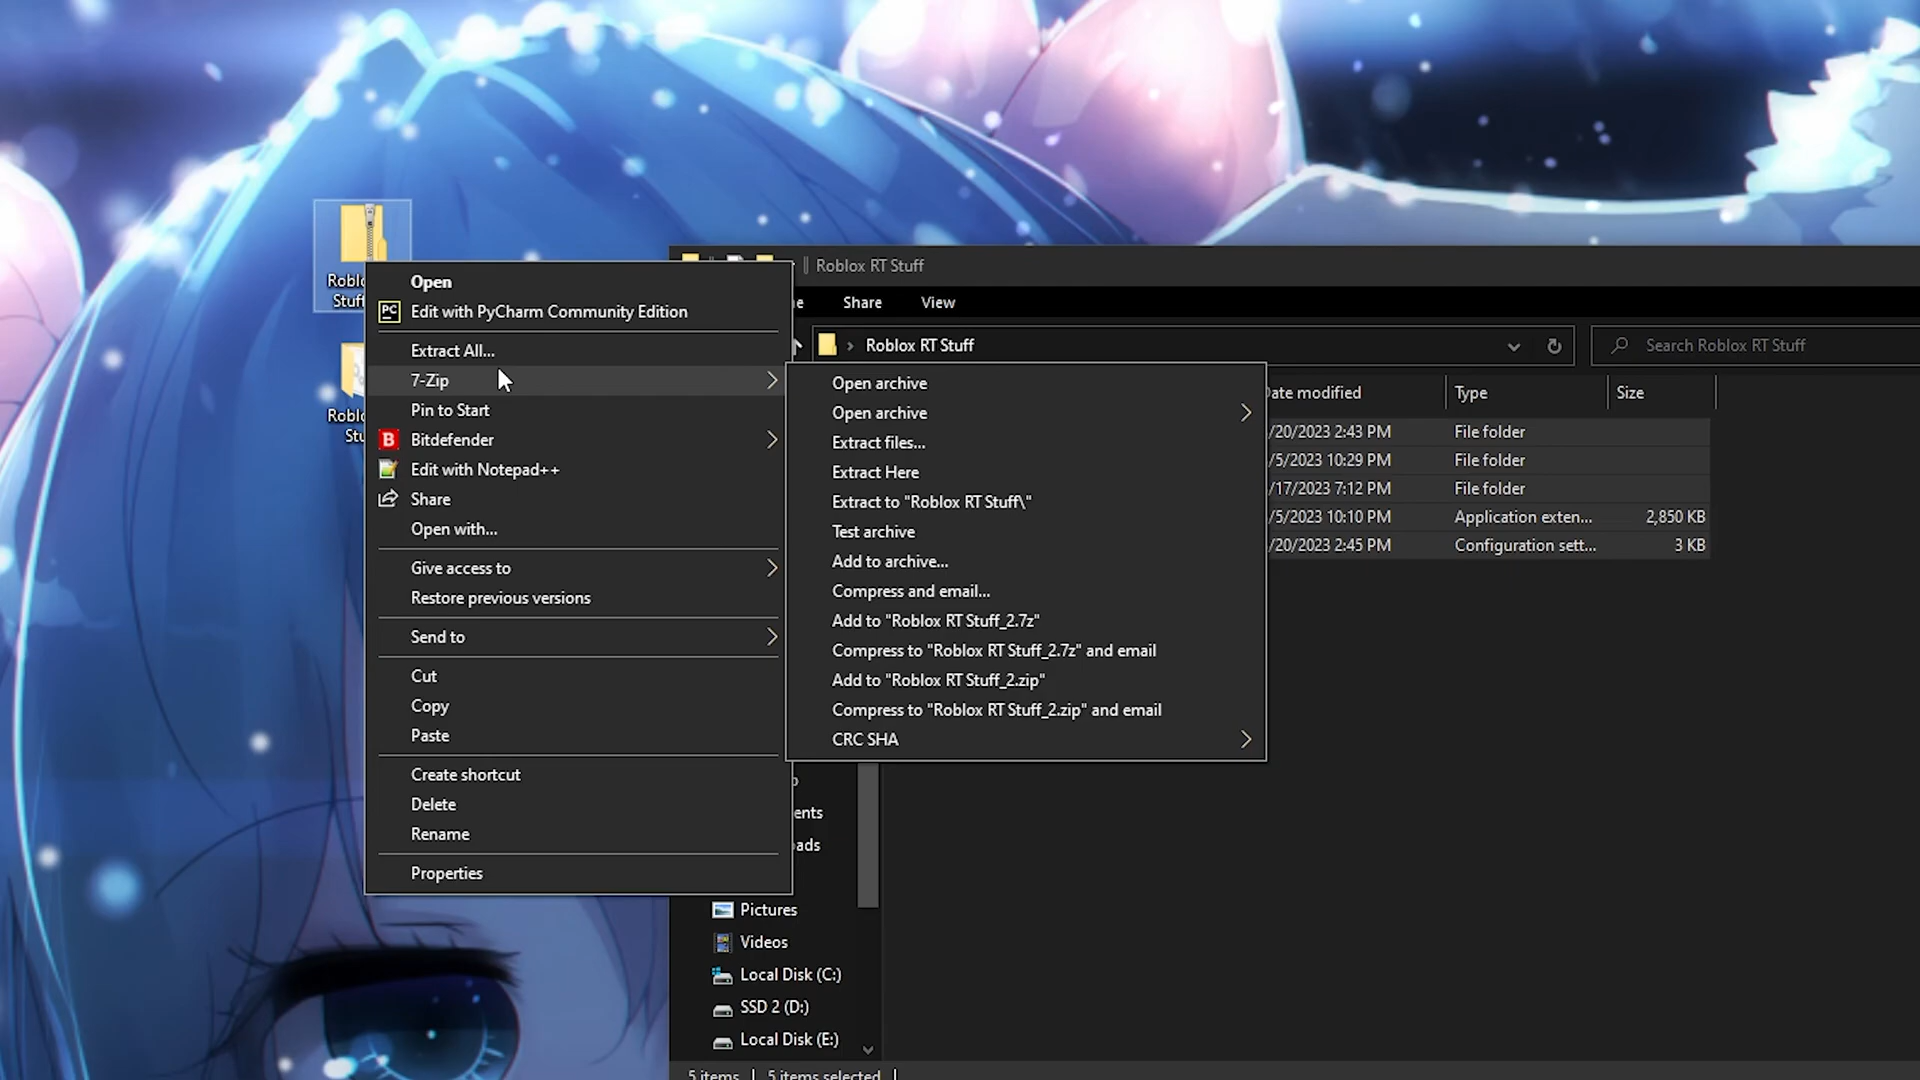 Roblox RT Stuff
Share
View
Roblox RT Stuff
Search Roblox RT Stuff
Open
PC Edit with PyCharm Community Edition
Extract All...
7-Zip
Pin to Start
B Bitdefender
Edit with Notepad++
Share
Open with...
Give access to
Restore previous versions
Send to
Cut
Copy
Paste
Create shortcut
Delete
Rename
Properties
Open archive
Open archive
Extract files...
Extract Here
Extract to "Roblox RT Stuff\"
Test archive
Add to archive...
Compress and email...
Add to "Roblox RT Stuff_2.7z"
Compress to "Roblox RT Stuff_2.7z" and email
Add to "Roblox RT Stuff_2.zip"
Compress to "Roblox RT Stuff_2.zip" and email
CRC SHA
Date modified Type Size
/20/2023 2:43 PM File folder
/5/2023 10:29 PM File folder
/17/2023 7:12 PM File folder
/5/2023 10:10 PM Application exten... 2,850 KB
/20/2023 2:45 PM Configuration sett... 3 KB
Pictures
Videos
Local Disk (C:)
SSD 2 (D:)
Local Disk (E:)
5 items 5 items selected